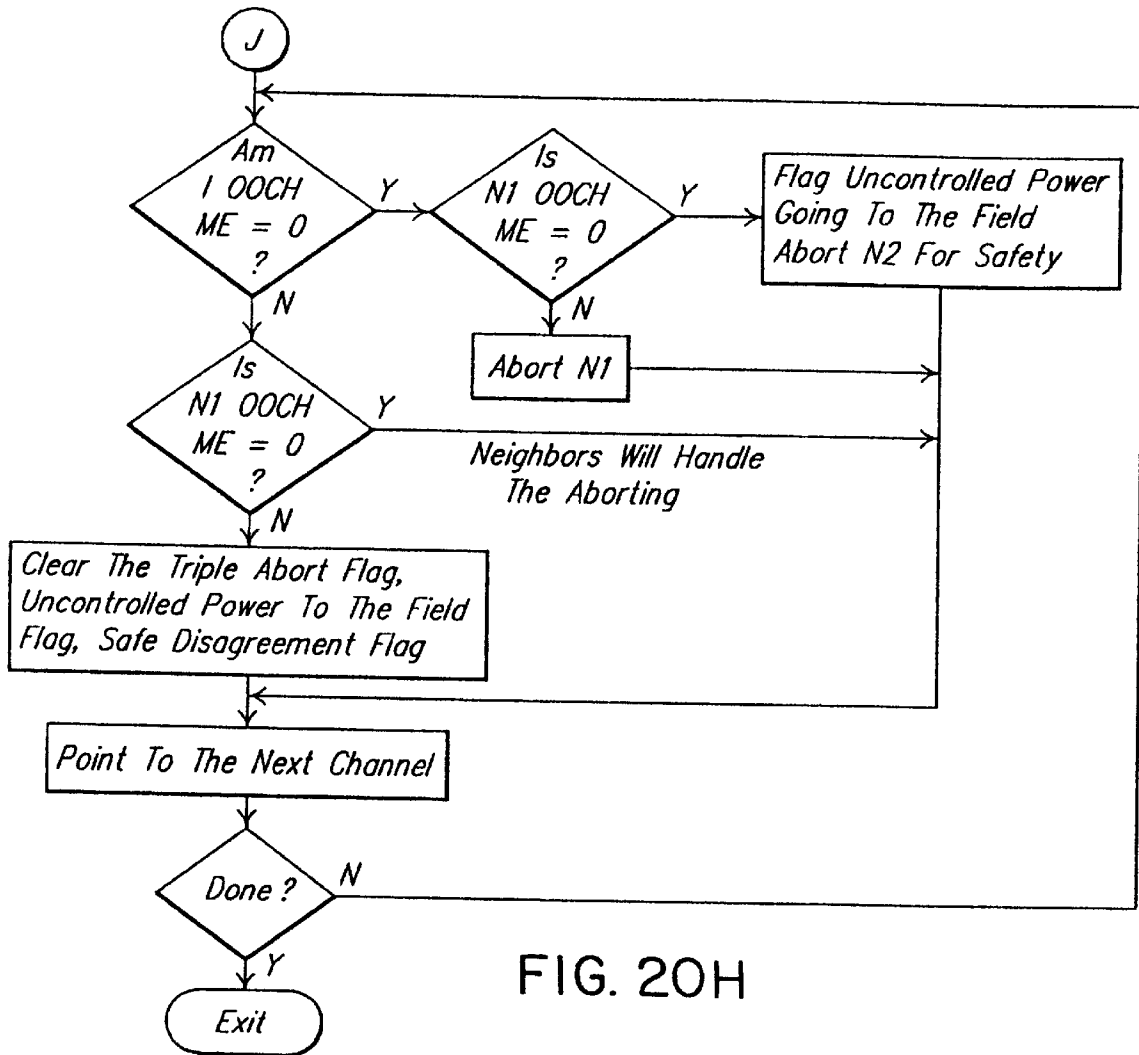 J
Am
I OOCH
ME = 0
?
Y
N
Is
N1 OOCH
ME = 0
?
Y
N
Flag Uncontrolled Power
Going To The Field
Abort N2 For Safety
Abort N1
Is
N1 OOCH
ME = 0
?
Y
N
Neighbors Will Handle
The Aborting
Clear The Triple Abort Flag,
Uncontrolled Power To The Field
Flag, Safe Disagreement Flag
Point To The Next Channel
Done ?
N
Y
Exit
FIG. 20H